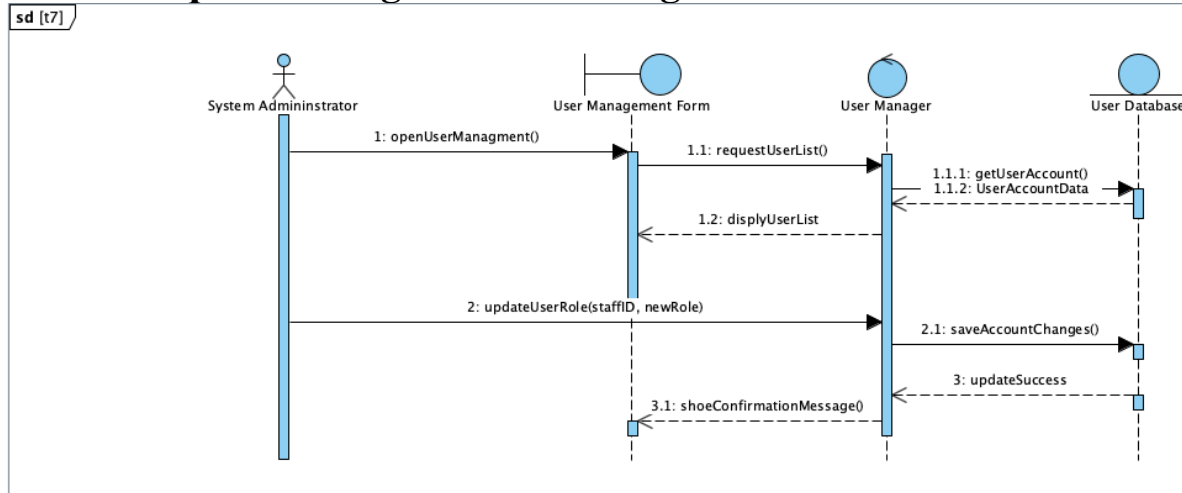 sd [t7]
System Admininstrator
User Management Form
User Manager
User Database
1: openUserManagment()
1.1: requestUserList()
1.1.1: getUserAccount()
1.1.2: UserAccountData
1.2: displyUserList
2: updateUserRole(staffID, newRole)
2.1: saveAccountChanges()
3: updateSuccess
3.1: shoeConfirmationMessage()